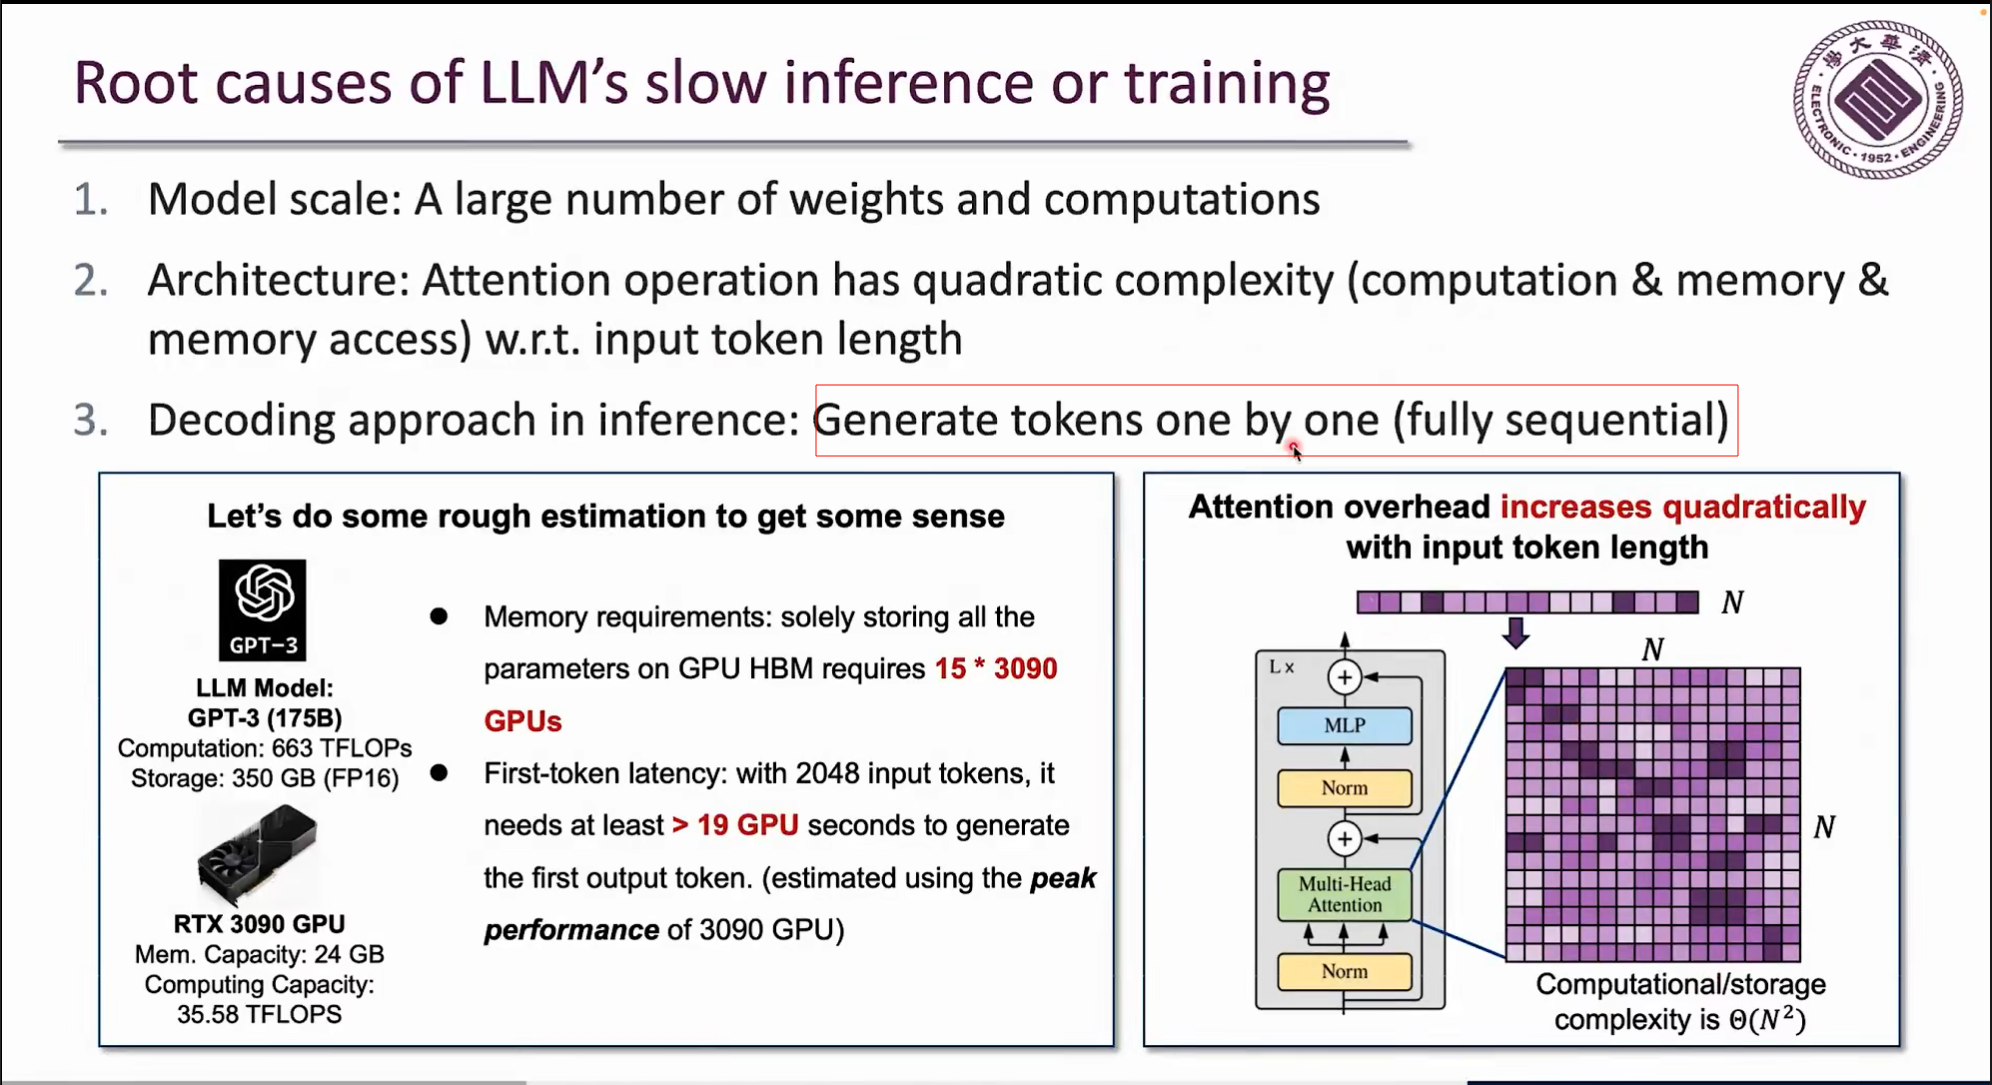 Root causes of LLM's slow inference or training
學大華清
ELECTRONIC · 1952 · ENGINEERING
1. Model scale: A large number of weights and computations
2. Architecture: Attention operation has quadratic complexity (computation & memory &
memory access) w.r.t. input token length
3. Decoding approach in inference: Generate tokens one by one (fully sequential)
Let's do some rough estimation to get some sense
GPT-3
LLM Model:
GPT-3 (175B)
Computation: 663 TFLOPs
Storage: 350 GB (FP16)
RTX 3090 GPU
Mem. Capacity: 24 GB
Computing Capacity:
35.58 TFLOPS
● Memory requirements: solely storing all the
parameters on GPU HBM requires 15 * 3090
GPUs
● First-token latency: with 2048 input tokens, it
needs at least > 19 GPU seconds to generate
the first output token. (estimated using the peak
performance of 3090 GPU)
Attention overhead increases quadratically
with input token length
N
N
L x
+
MLP
Norm
+
Multi-Head
Attention
Norm
N
Computational/storage
complexity is Θ(N²)